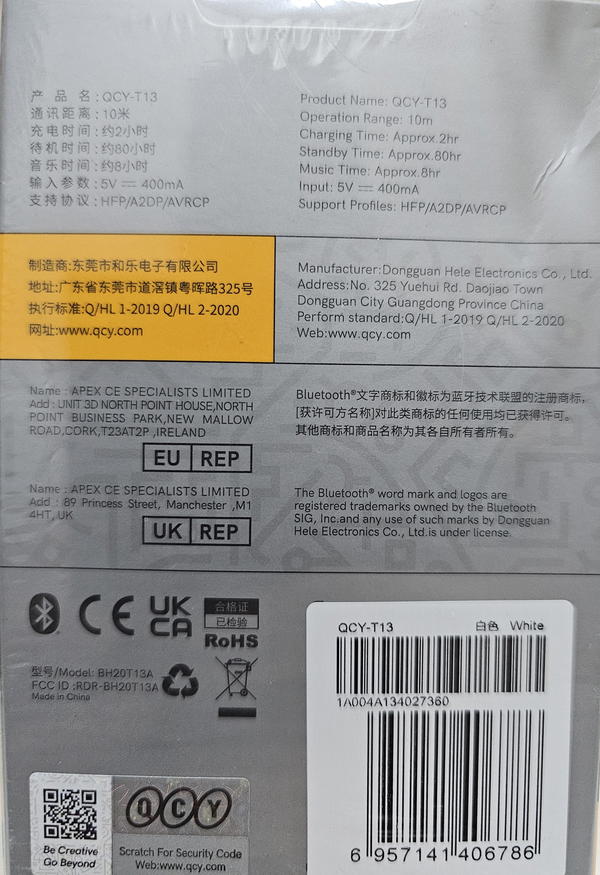 产品名:QCY-T13
通讯距离:10米
充电时间:约2小时
待机时间:约80小时
音乐时间:约8小时
输入参数:5V ⎓ 400mA
支持协议:HFP/A2DP/AVRCP
Product Name: QCY-T13
Operation Range: 10m
Charging Time: Approx.2hr
Standby Time: Approx.80hr
Music Time: Approx.8hr
Input: 5V ⎓ 400mA
Support Profiles: HFP/A2DP/AVRCP
制造商:东莞市和乐电子有限公司
地址:广东省东莞市道滘镇粤晖路325号
执行标准:Q/HL 1-2019 Q/HL 2-2020
网址:www.qcy.com
Manufacturer:Dongguan Hele Electronics Co., Ltd.
Address:No. 325 Yuehui Rd. Daojiao Town
Dongguan City Guangdong Province China
Perform standard:Q/HL 1-2019 Q/HL 2-2020
Web:www.qcy.com
Name : APEX CE SPECIALISTS LIMITED
Add : UNIT 3D NORTH POINT HOUSE,NORTH
POINT BUSINESS PARK,NEW MALLOW
ROAD,CORK,T23AT2P ,IRELAND
EU REP
Name : APEX CE SPECIALISTS LIMITED
Add : 89 Princess Street, Manchester ,M1
4HT, UK
UK REP
Bluetooth®文字商标和徽标为蓝牙技术联盟的注册商标,
[获许可方名称]对此类商标的任何使用均已获得许可。
其他商标和商品名称为其各自所有者所有。
The Bluetooth® word mark and logos are
registered trademarks owned by the Bluetooth
SIG, Inc.and any use of such marks by Dongguan
Hele Electronics Co., Ltd.is under license.
CE
UK
CA
合格证
已检验
RoHS
型号/Model: BH20T13A
FCC ID :RDR-BH20T13A
Made in China
QCY-T13 白色 White
1A004A134027360
6 957141 406786
Be Creative
Go Beyond
QCY
Scratch For Security Code
Web:www.qcy.com